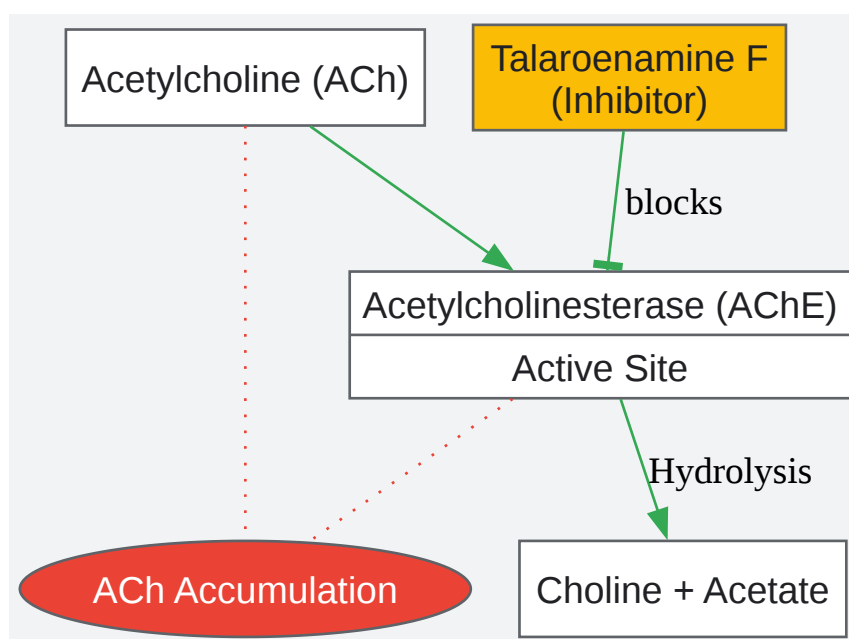 Acetylcholine (ACh)
Talaroenamine F
(Inhibitor)
blocks
Acetylcholinesterase (AChE)
Active Site
Hydrolysis
ACh Accumulation
Choline + Acetate